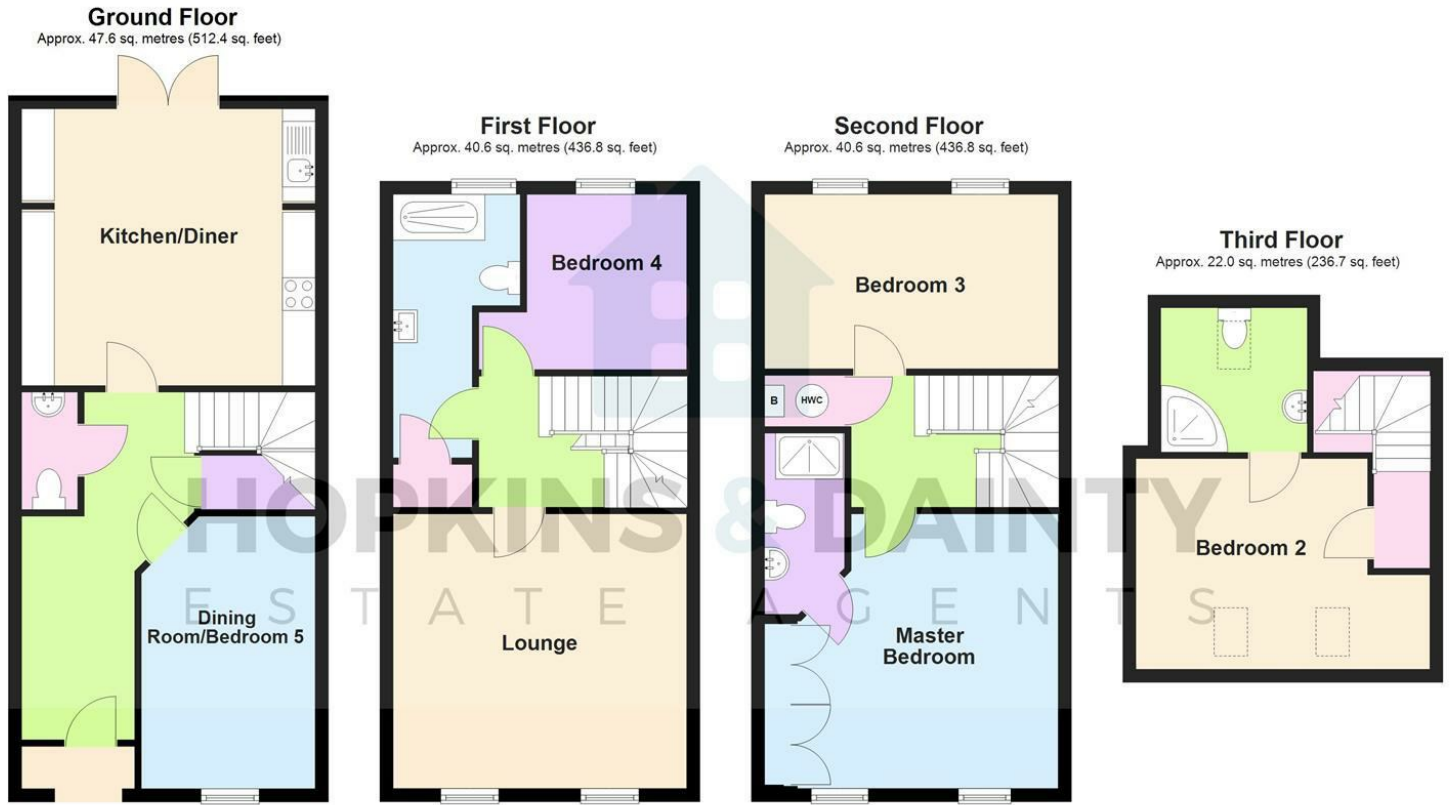 Ground Floor
Approx. 47.6 sq. metres (512.4 sq. feet)
Kitchen/Diner
Dining
Room/Bedroom 5
First Floor
Approx. 40.6 sq. metres (436.8 sq. feet)
Bedroom 4
Lounge
Second Floor
Approx. 40.6 sq. metres (436.8 sq. feet)
Bedroom 3
B
HWC
Master
Bedroom
Third Floor
Approx. 22.0 sq. metres (236.7 sq. feet)
Bedroom 2
HOPKINS & DAINTY
ESTATE AGENTS